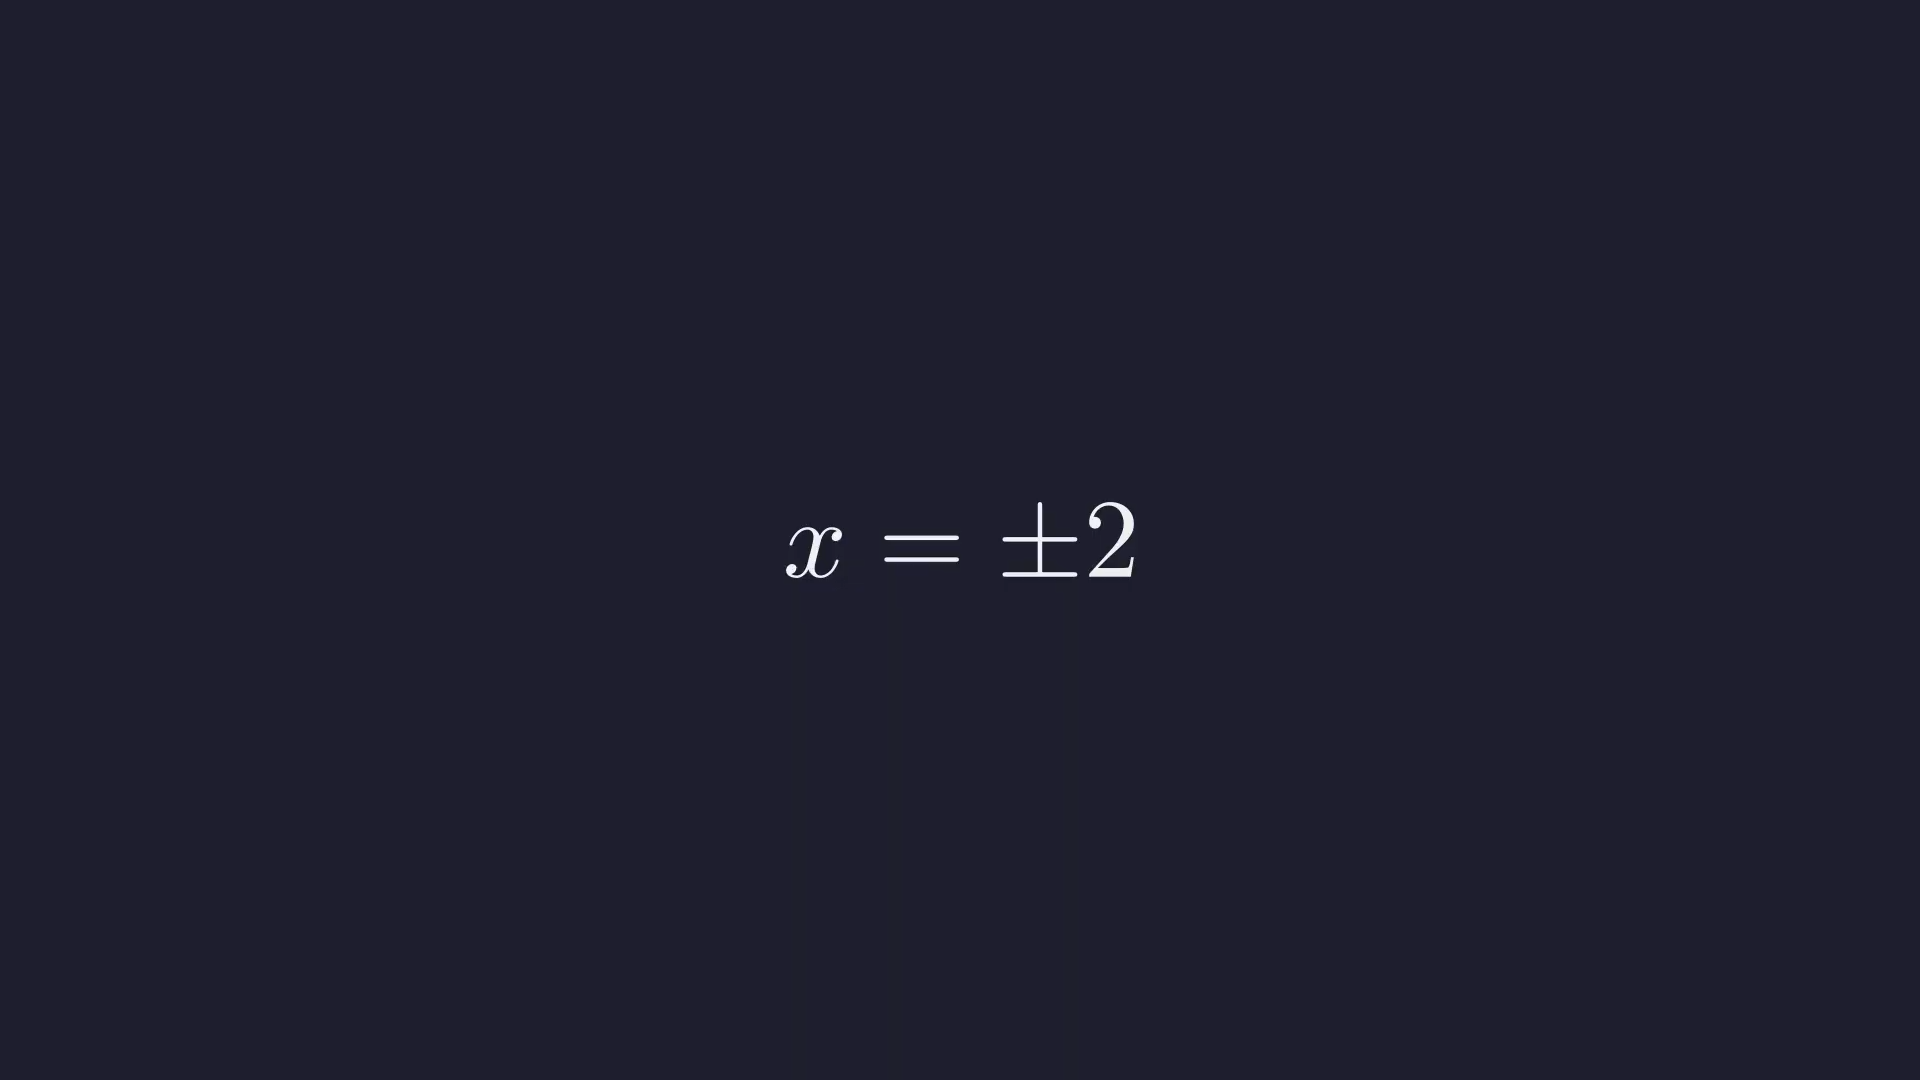 x = ±2